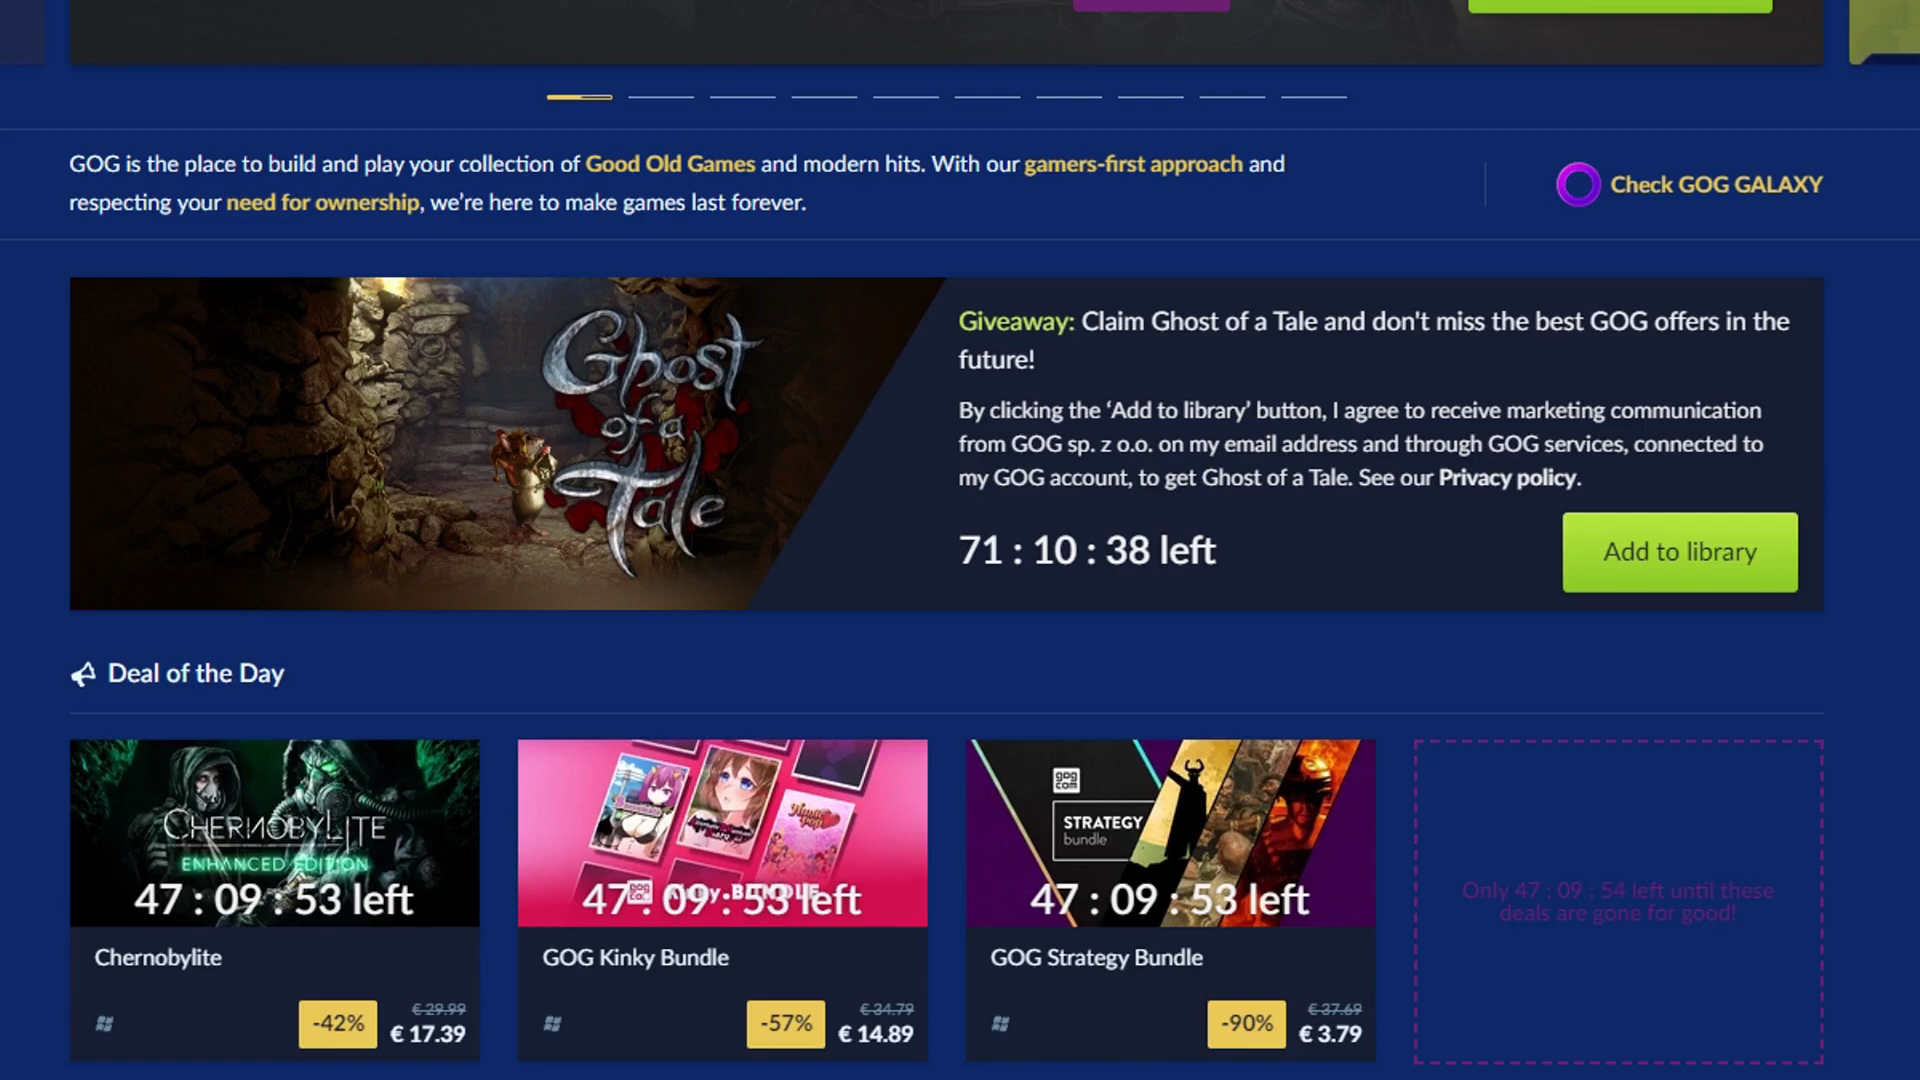 GOG is the place to build and play your collection of Good Old Games and modern hits. With our gamers-first approach and
respecting your need for ownership, we're here to make games last forever.
Check GOG GALAXY
Ghost
of a
Tale
Giveaway: Claim Ghost of a Tale and don't miss the best GOG offers in the
future!
By clicking the ‘Add to library’ button, I agree to receive marketing communication
from GOG sp. z o.o. on my email address and through GOG services, connected to
my GOG account, to get Ghost of a Tale. See our Privacy policy.
71 : 10 : 38 left
Add to library
Deal of the Day
CHERNOBYLITE
ENHANCED EDITION
47 : 09 : 53 left
Chernobylite
-42%
€ 29.99
€ 17.39
Kinky BUNDLE
47 : 09 : 53 left
GOG Kinky Bundle
-57%
€ 34.79
€ 14.89
gog
com
STRATEGY
bundle
47 : 09 : 53 left
GOG Strategy Bundle
-90%
€ 37.69
€ 3.79
Only 47 : 09 : 54 left until these
deals are gone for good!